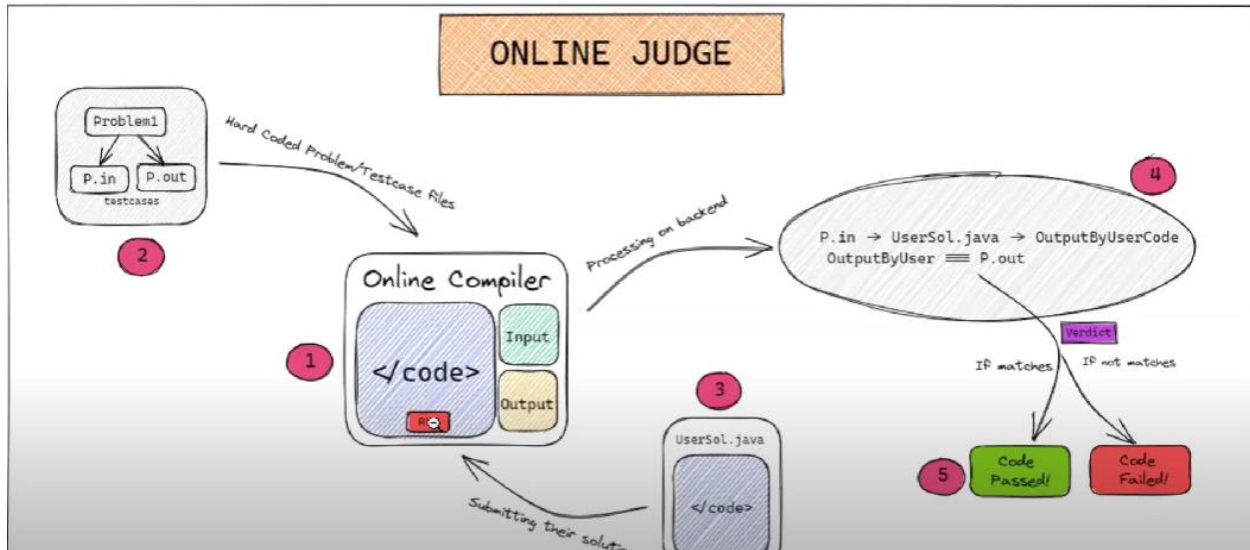 ONLINE JUDGE
Problem1
P.in
P.out
testcases
2
Hard Coded Problem/Testcase files
Online Compiler
</code>
Input
Output
1
3
UserSol.java
</code>
Submitting their
Processing on backend
4
P.in → UserSol.java → OutputByUserCode
OutputByUser ≡ P.out
Verdict
If matches
If not matches
5
Code
Passed!
Code
Failed!